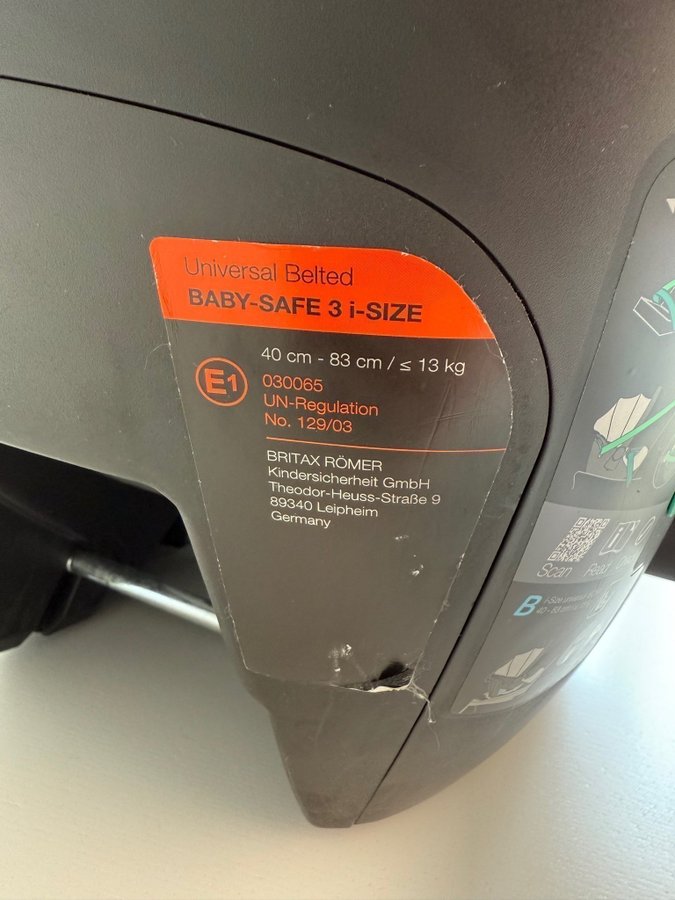 Universal Belted
BABY-SAFE 3 i-SIZE
40 cm - 83 cm / ≤ 13 kg
E1
030065
UN-Regulation
No. 129/03
BRITAX RÖMER
Kindersicherheit GmbH
Theodor-Heuss-Straße 9
89340 Leipheim
Germany
Scan Read
B